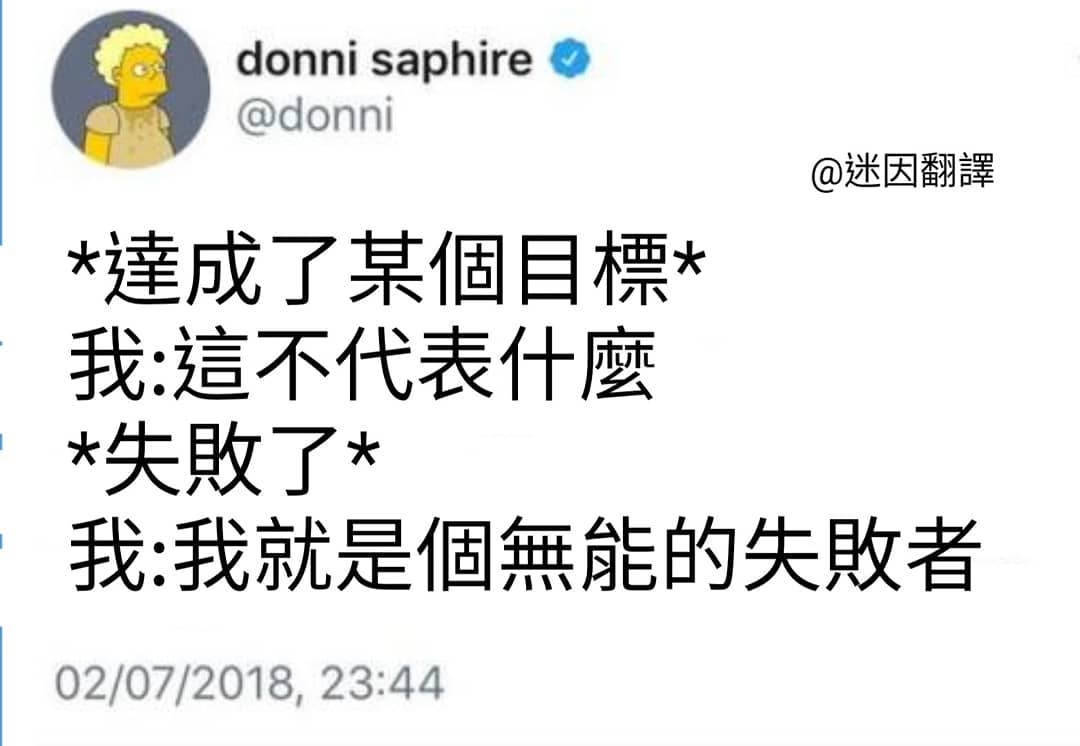 donni saphire
@donni
@迷因翻譯
*達成了某個目標*
我:這不代表什麼
*失敗了*
我:我就是個無能的失敗者
02/07/2018, 23:44